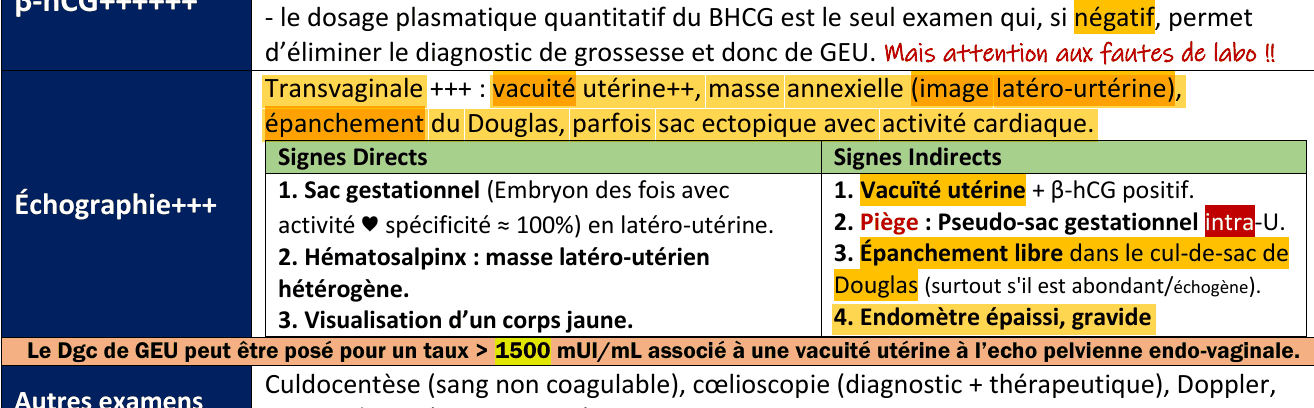 β-hCG++++++
- le dosage plasmatique quantitatif du BHCG est le seul examen qui, si négatif, permet
d'éliminer le diagnostic de grossesse et donc de GEU. Mais attention aux fautes de labo !!
Échographie+++
Transvaginale +++ : vacuité utérine++, masse annexielle (image latéro-urtérine),
épanchement du Douglas, parfois sac ectopique avec activité cardiaque.
Signes Directs
1. Sac gestationnel (Embryon des fois avec
activité ♥ spécificité ≈ 100%) en latéro-utérine.
2. Hématosalpinx : masse latéro-utérien
hétérogène.
3. Visualisation d'un corps jaune.
Signes Indirects
1. Vacuïté utérine + β-hCG positif.
2. Piège : Pseudo-sac gestationnel intra-U.
3. Épanchement libre dans le cul-de-sac de
Douglas (surtout s'il est abondant/échogène).
4. Endomètre épaissi, gravide
Le Dgc de GEU peut être posé pour un taux > 1500 mUI/mL associé à une vacuité utérine à l'echo pelvienne endo-vaginale.
Autres examens
Culdocentèse (sang non coagulable), cœlioscopie (diagnostic + thérapeutique), Doppler,